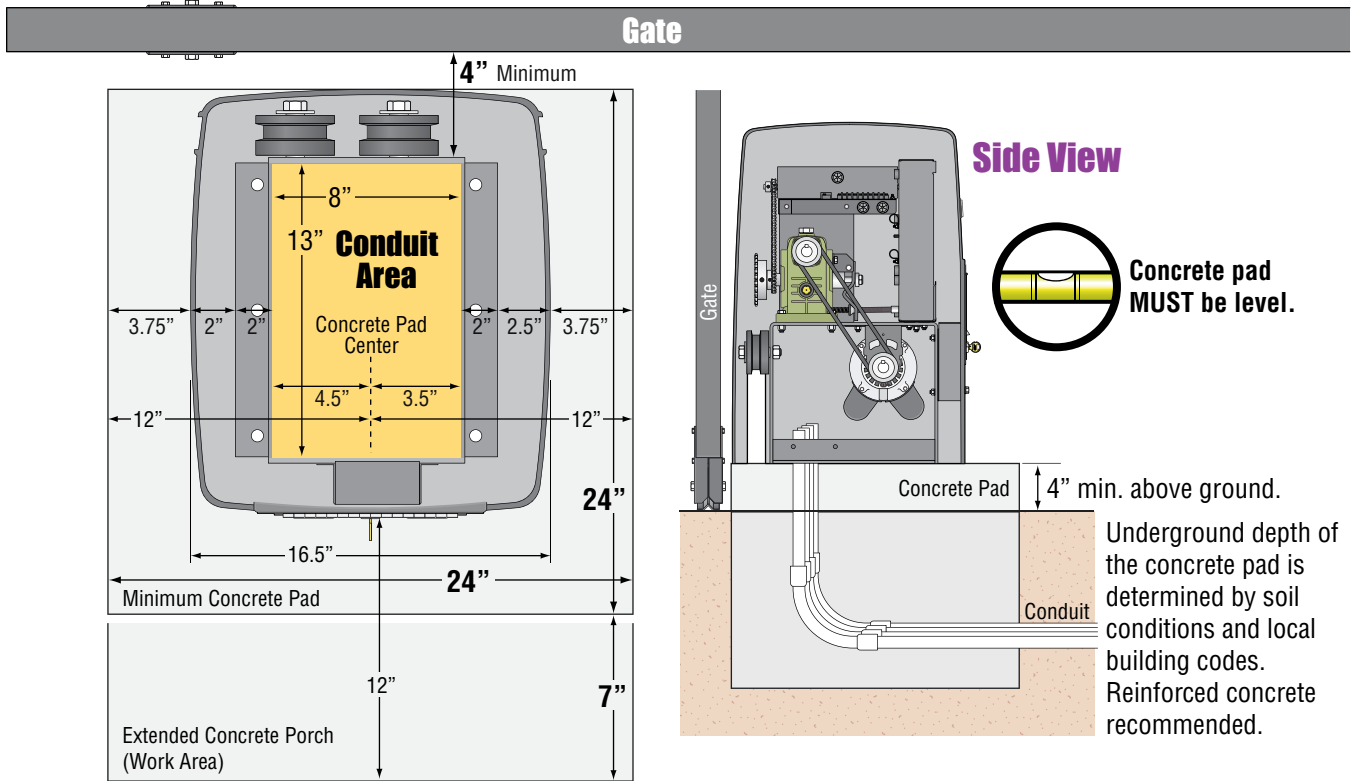 Gate
4” Minimum
8”
13”
Conduit
Area
3.75”
2”
2”
2”
2.5”
3.75”
Concrete Pad
Center
4.5”
3.5”
12”
12”
24”
16.5”
24”
Minimum Concrete Pad
12”
7”
Extended Concrete Porch
(Work Area)
Side View
Gate
Concrete pad
MUST be level.
Concrete Pad
4” min. above ground.
Underground depth of
the concrete pad is
determined by soil
conditions and local
building codes.
Reinforced concrete
recommended.
Conduit